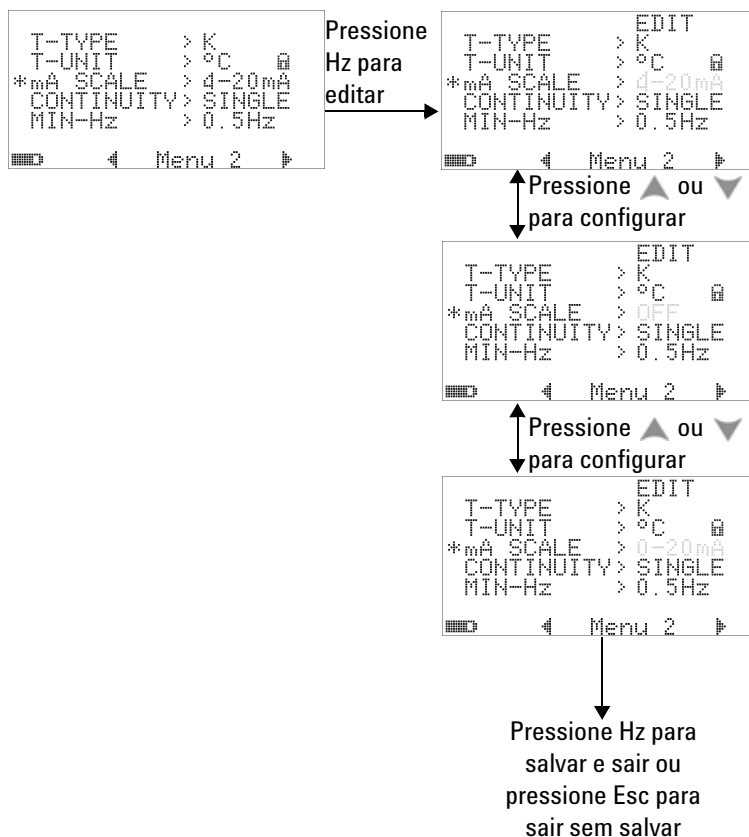 T-TYPE > K
T-UNIT > °C
*mA SCALE > 4-20mA
CONTINUITY> SINGLE
MIN-Hz > 0.5Hz
Menu 2
Pressione
Hz para
editar
EDIT
T-TYPE > K
T-UNIT > °C
*mA SCALE > 4-20mA
CONTINUITY> SINGLE
MIN-Hz > 0.5Hz
Menu 2
Pressione ▲ ou ▼
para configurar
EDIT
T-TYPE > K
T-UNIT > °C
*mA SCALE > OFF
CONTINUITY> SINGLE
MIN-Hz > 0.5Hz
Menu 2
Pressione ▲ ou ▼
para configurar
EDIT
T-TYPE > K
T-UNIT > °C
*mA SCALE > 0-20mA
CONTINUITY> SINGLE
MIN-Hz > 0.5Hz
Menu 2
Pressione Hz para
salvar e sair ou
pressione Esc para
sair sem salvar